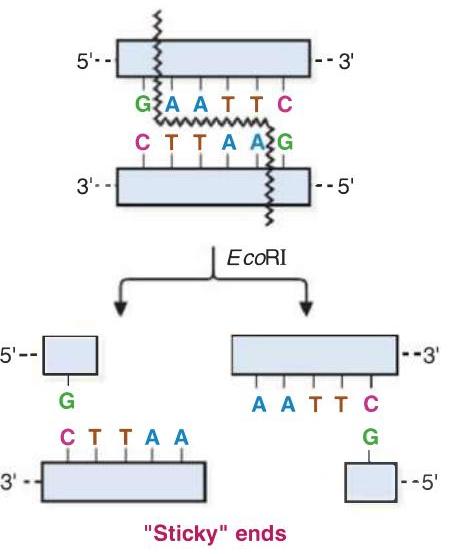 5' 3'
G A A T T C
C T T A A G
3' 5'
EcoRI
5' 3'
G A A T T C
C T T A A G
3' 5'
"Sticky" ends